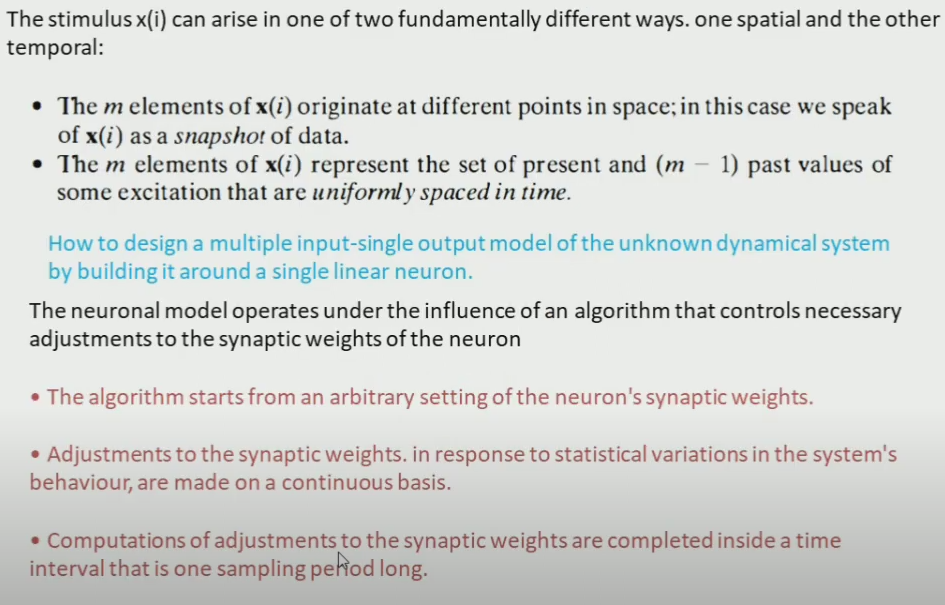 The stimulus x(i) can arise in one of two fundamentally different ways. one spatial and the other
temporal:
• The m elements of x(i) originate at different points in space; in this case we speak
of x(i) as a snapshot of data.
• The m elements of x(i) represent the set of present and (m − 1) past values of
some excitation that are uniformly spaced in time.
How to design a multiple input-single output model of the unknown dynamical system
by building it around a single linear neuron.
The neuronal model operates under the influence of an algorithm that controls necessary
adjustments to the synaptic weights of the neuron
• The algorithm starts from an arbitrary setting of the neuron's synaptic weights.
• Adjustments to the synaptic weights. in response to statistical variations in the system's
behaviour, are made on a continuous basis.
• Computations of adjustments to the synaptic weights are completed inside a time
interval that is one sampling period long.